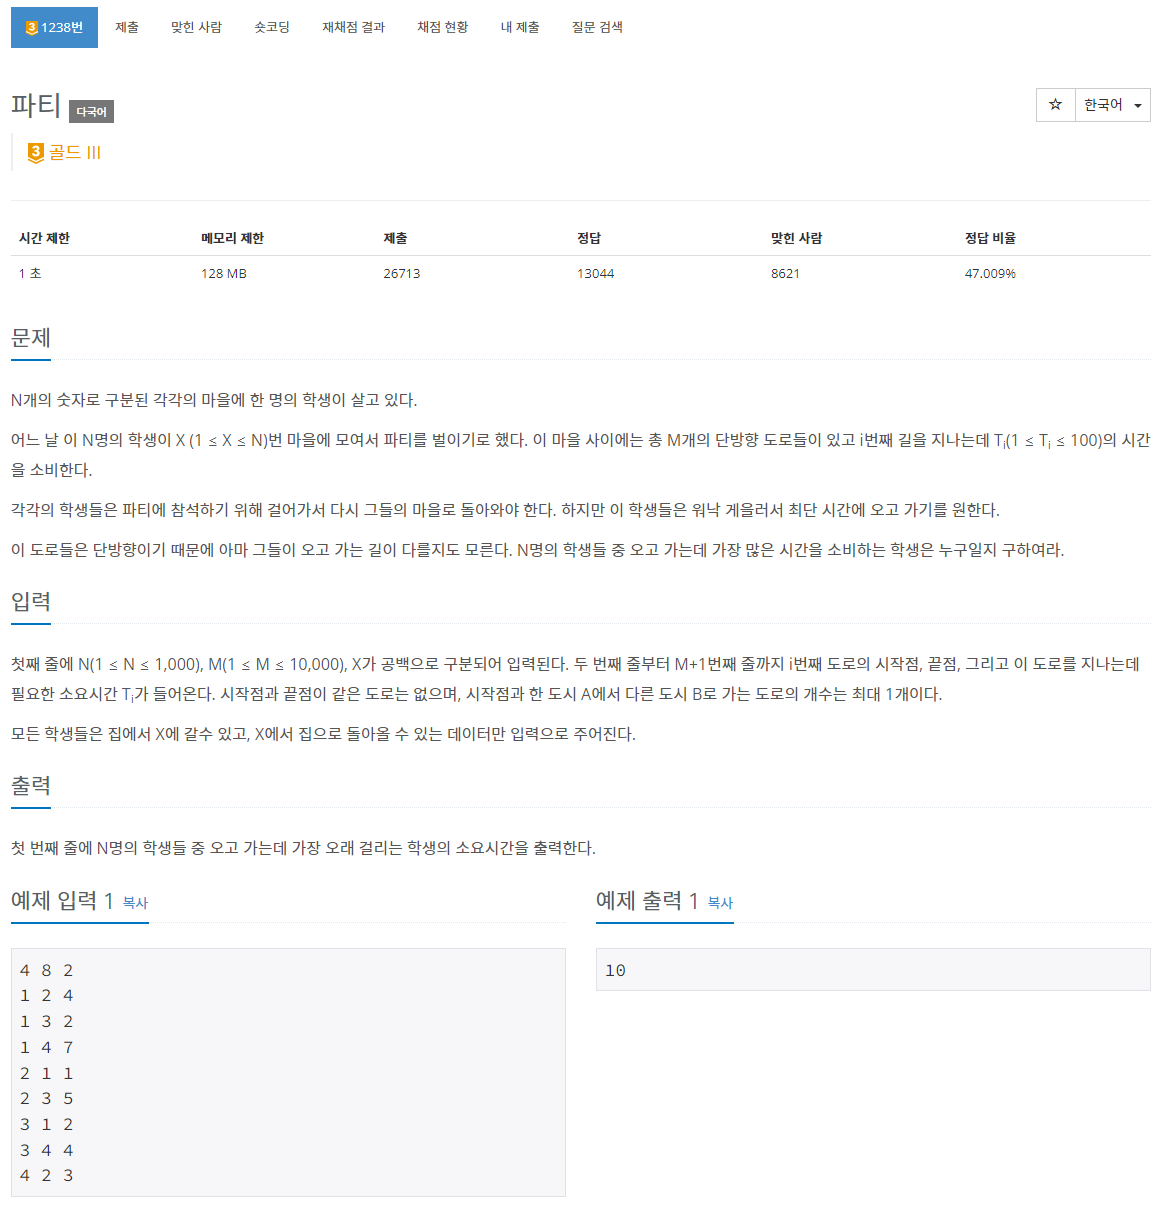 3 1238번 제출 맞힌 사람 숏코딩 재채점 결과 채점 현황 내 제출 질문 검색
파티 다국어 ☆ 한국어
3 골드 III
시간 제한 메모리 제한 제출 정답 맞힌 사람 정답 비율
1 초 128 MB 26713 13044 8621 47.009%
문제
N개의 숫자로 구분된 각각의 마을에 한 명의 학생이 살고 있다.
어느 날 이 N명의 학생이 X (1 ≤ X ≤ N)번 마을에 모여서 파티를 벌이기로 했다. 이 마을 사이에는 총 M개의 단방향 도로들이 있고 i번째 길을 지나는데 Ti(1 ≤ Ti ≤ 100)의 시간
을 소비한다.
각각의 학생들은 파티에 참석하기 위해 걸어가서 다시 그들의 마을로 돌아와야 한다. 하지만 이 학생들은 워낙 게을러서 최단 시간에 오고 가기를 원한다.
이 도로들은 단방향이기 때문에 아마 그들이 오고 가는 길이 다를지도 모른다. N명의 학생들 중 오고 가는데 가장 많은 시간을 소비하는 학생은 누구일지 구하여라.
입력
첫째 줄에 N(1 ≤ N ≤ 1,000), M(1 ≤ M ≤ 10,000), X가 공백으로 구분되어 입력된다. 두 번째 줄부터 M+1번째 줄까지 i번째 도로의 시작점, 끝점, 그리고 이 도로를 지나는데
필요한 소요시간 Ti가 들어온다. 시작점과 끝점이 같은 도로는 없으며, 시작점과 한 도시 A에서 다른 도시 B로 가는 도로의 개수는 최대 1개이다.
모든 학생들은 집에서 X에 갈수 있고, X에서 집으로 돌아올 수 있는 데이터만 입력으로 주어진다.
출력
첫 번째 줄에 N명의 학생들 중 오고 가는데 가장 오래 걸리는 학생의 소요시간을 출력한다.
예제 입력 1 복사
4 8 2
1 2 4
1 3 2
1 4 7
2 1 1
2 3 5
3 1 2
3 4 4
4 2 3
예제 출력 1 복사
10